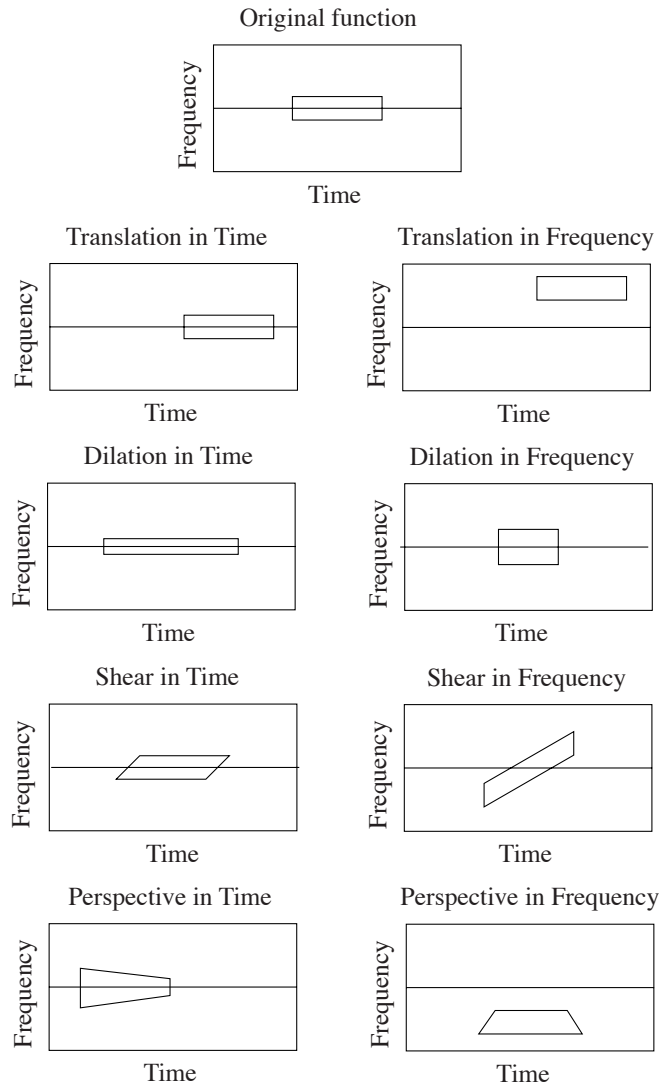 Original function
Frequency
Time
Translation in Time
Frequency
Time
Translation in Frequency
Frequency
Time
Dilation in Time
Frequency
Time
Dilation in Frequency
Frequency
Time
Shear in Time
Frequency
Time
Shear in Frequency
Frequency
Time
Perspective in Time
Frequency
Time
Perspective in Frequency
Frequency
Time